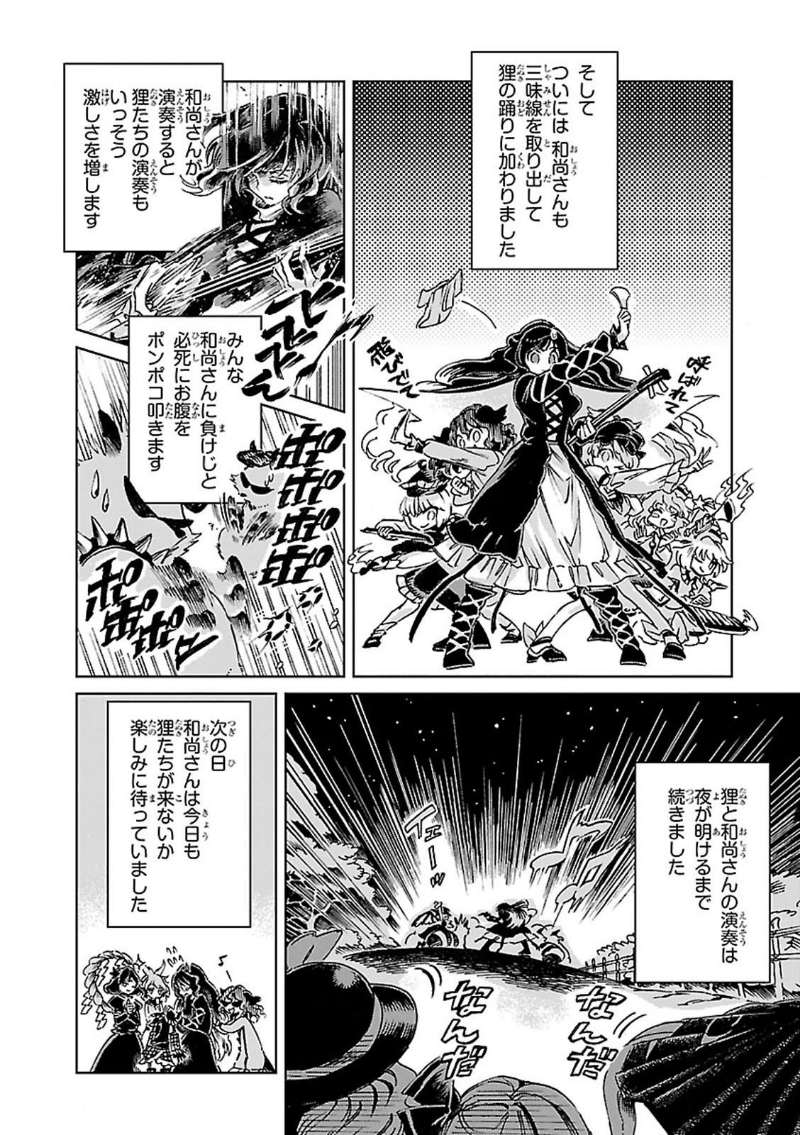 そして
ついには 和尚さんも
三味線を取り出して
狸の踊りに加わりました
呼ばれて
飛びでて
和尚さんが
演奏すると
狸たちの演奏も
いっそう
激しさを増します
みんな
和尚さんに負けじと
必死にお腹を
ポンポコ叩きます
ポポポポ
ポポポ
狸と和尚さんの演奏は
夜が明けるまで
続きました
イェーッ
なんだ
なんだ
次の日
和尚さんは今日も
狸たちが来ないか
楽しみに待っていました